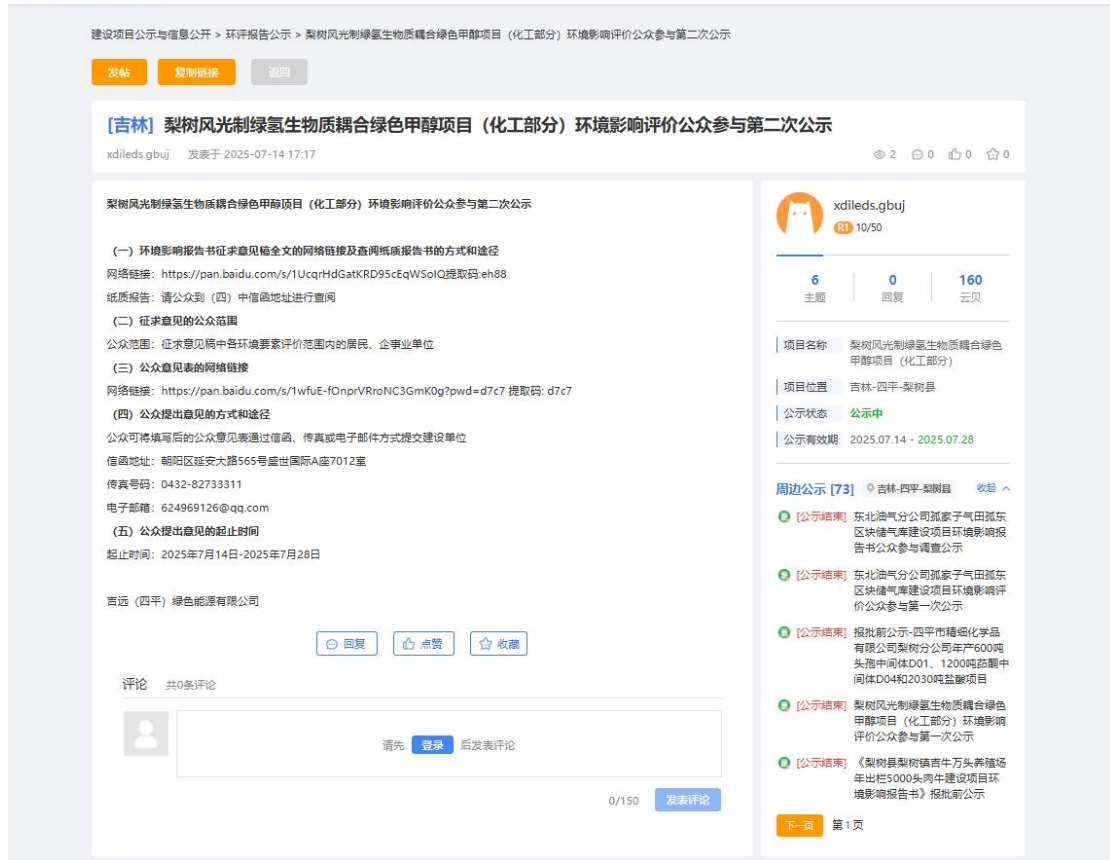 建设项目公示与信息公开 > 环评报告公示 > 梨树风光制绿氢生物质耦合绿色甲醇项目（化工部分）环境影响评价公众参与第二次公示
发帖 复制链接 返回
[吉林] 梨树风光制绿氢生物质耦合绿色甲醇项目（化工部分）环境影响评价公众参与第二次公示
xdileds.gbuj 发表于 2025-07-14 17:17
2 0 0 0
梨树风光制绿氢生物质耦合绿色甲醇项目（化工部分）环境影响评价公众参与第二次公示
（一）环境影响报告书征求意见稿全文的网络链接及查阅纸质报告书的方式和途径
网络链接：https://pan.baidu.com/s/1UcqrHdGatKRD95cEqWSoIQ提取码:eh88
纸质报告：请公众到（四）中信函地址进行查阅
（二）征求意见的公众范围
公众范围：征求意见稿中各环境要素评价范围内的居民、企事业单位
（三）公众意见表的网络链接
网络链接：https://pan.baidu.com/s/1wfuE-fOnprVRroNC3GmK0g?pwd=d7c7 提取码: d7c7
（四）公众提出意见的方式和途径
公众可将填写后的公众意见表通过信函、传真或电子邮件方式提交建设单位
信函地址：朝阳区延安大路565号盛世国际A座7012室
传真号码：0432-82733311
电子邮箱：624969126@qq.com
（五）公众提出意见的起止时间
起止时间：2025年7月14日-2025年7月28日
吉远（四平）绿色能源有限公司
回复 点赞 收藏
评论 共0条评论
请先 登录 后发表评论
0/150 发表评论
xdileds.gbuj
R1 10/50
6 0 160
主题 回复 云贝
项目名称 梨树风光制绿氢生物质耦合绿色
甲醇项目（化工部分）
项目位置 吉林-四平-梨树县
公示状态 公示中
公示有效期 2025.07.14 - 2025.07.28
周边公示 [73] 吉林-四平-梨树县 收起
[公示结束] 东北油气分公司孤家子气田孤东
区块储气库建设项目环境影响报
告书公众参与调查公示
[公示结束] 东北油气分公司孤家子气田孤东
区块储气库建设项目环境影响评
价公众参与第一次公示
[公示结束] 报批前公示-四平市精细化学品
有限公司梨树分公司年产600吨
头孢中间体D01、1200吨茚酮中
间体D04和2030吨盐酸项目
[公示结束] 梨树风光制绿氢生物质耦合绿色
甲醇项目（化工部分）环境影响
评价公众参与第一次公示
[公示结束] 《梨树县梨树镇吉牛万头养殖场
年出栏5000头肉牛建设项目环
境影响报告书》报批前公示
下一页 第1页